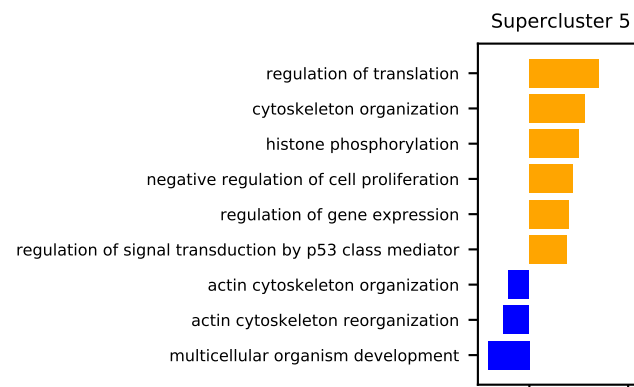 Supercluster 5
regulation of translation
cytoskeleton organization
histone phosphorylation
negative regulation of cell proliferation
regulation of gene expression
regulation of signal transduction by p53 class mediator
actin cytoskeleton organization
actin cytoskeleton reorganization
multicellular organism development